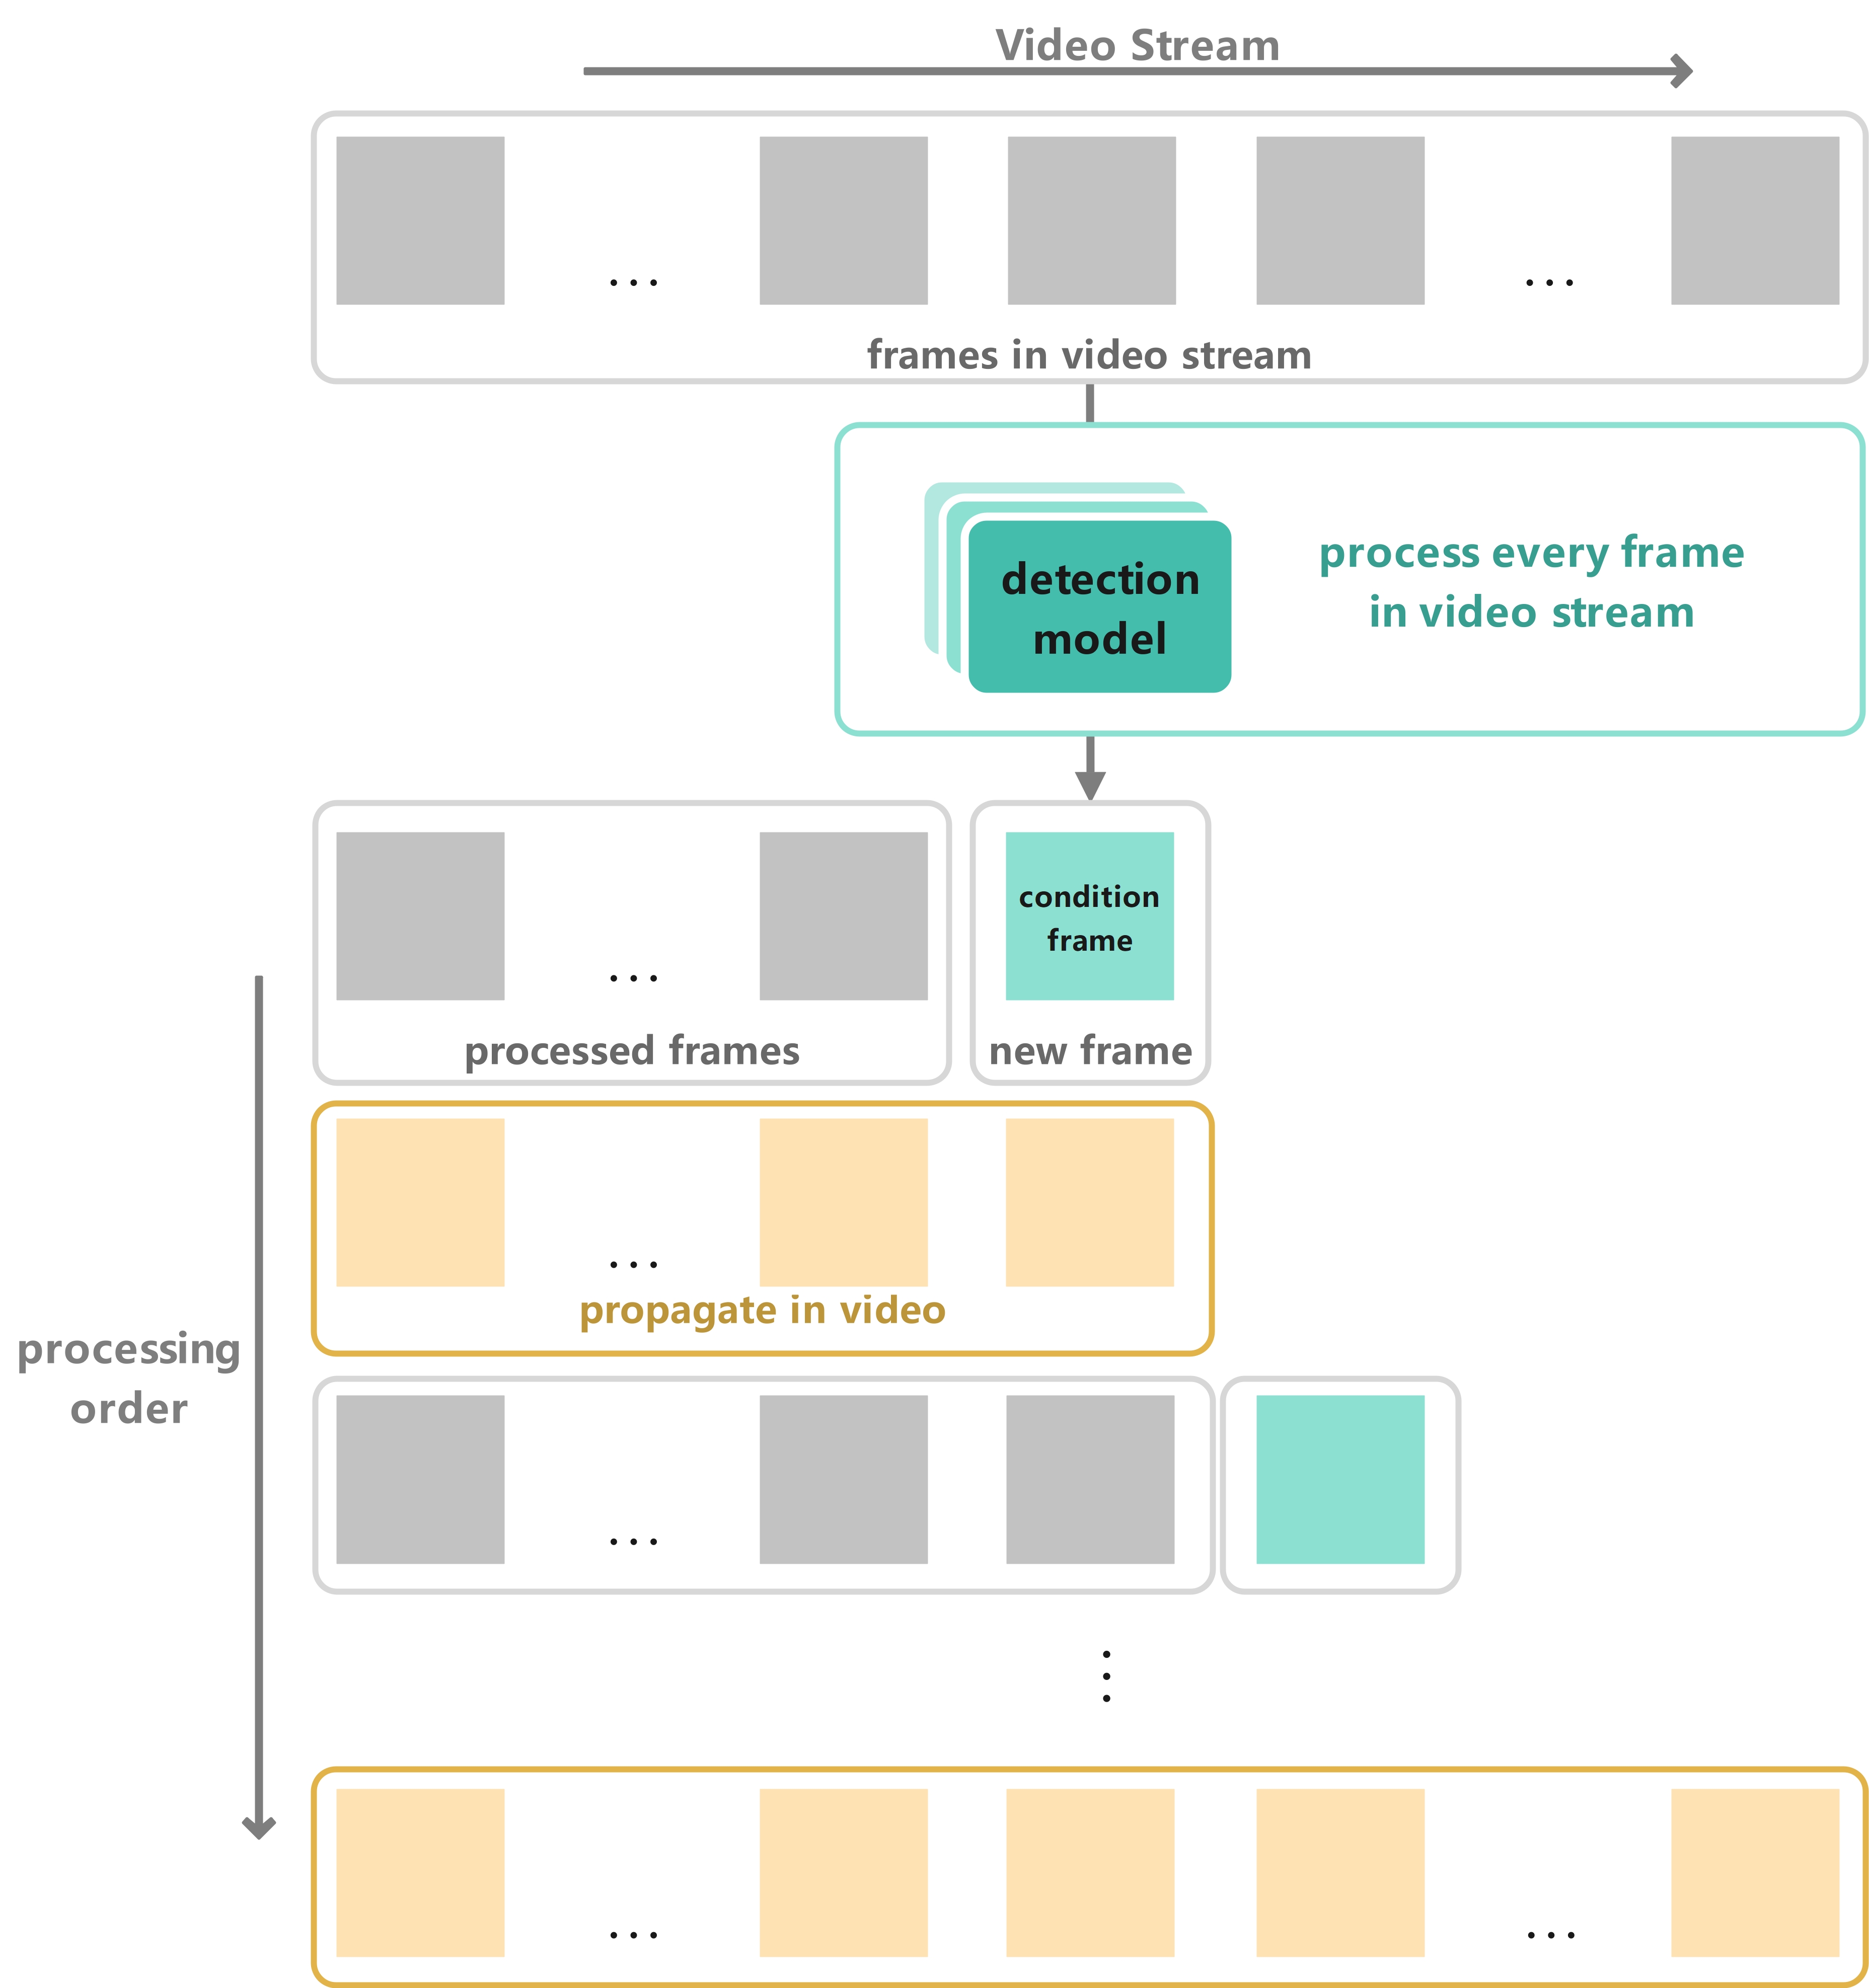 Video Stream
...
...
frames in video stream
detection
model
process every frame
in video stream
condition
frame
...
processed frames
new frame
...
propagate in video
processing
order
...
...
...
...